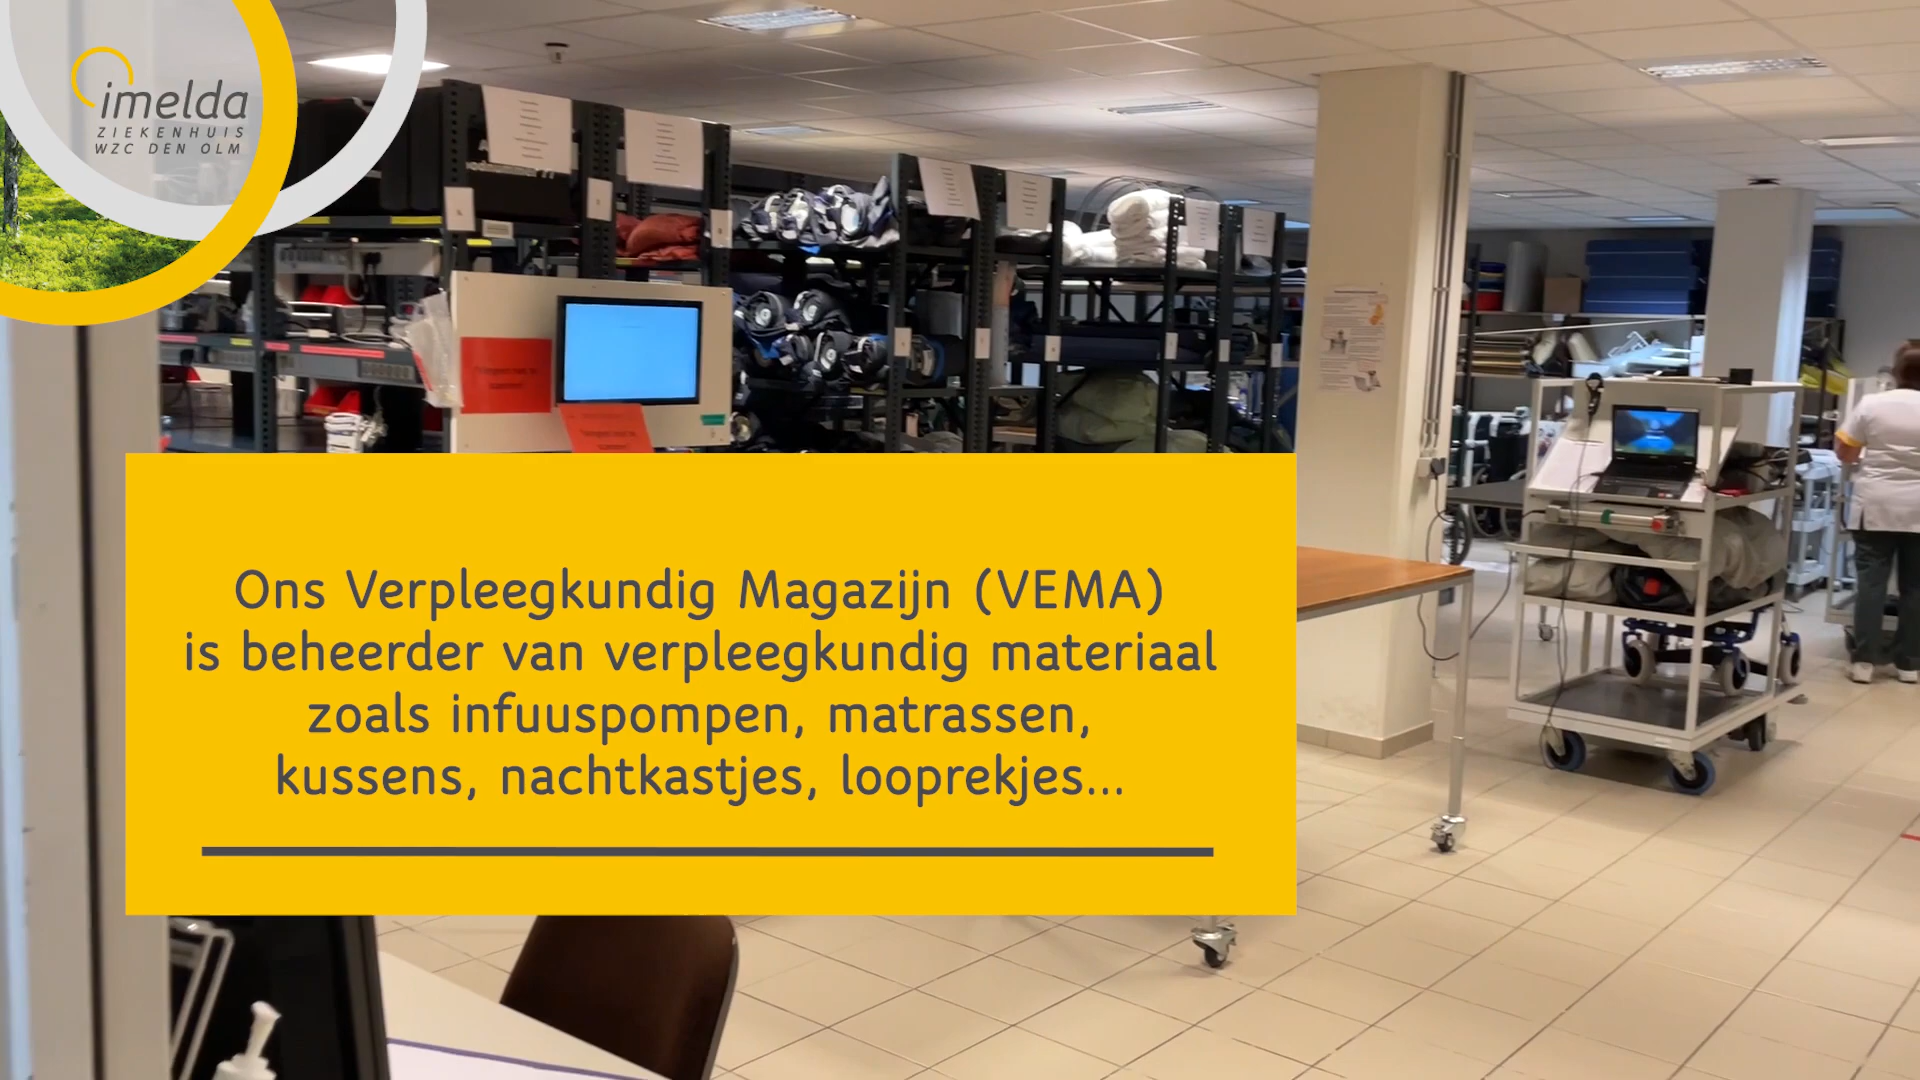 imelda
ZIEKENHUIS
WZC DEN OLM
Ons Verpleegkundig Magazijn (VEMA)
is beheerder van verpleegkundig materiaal
zoals infuuspompen, matrassen,
kussens, nachtkastjes, looprekjes...